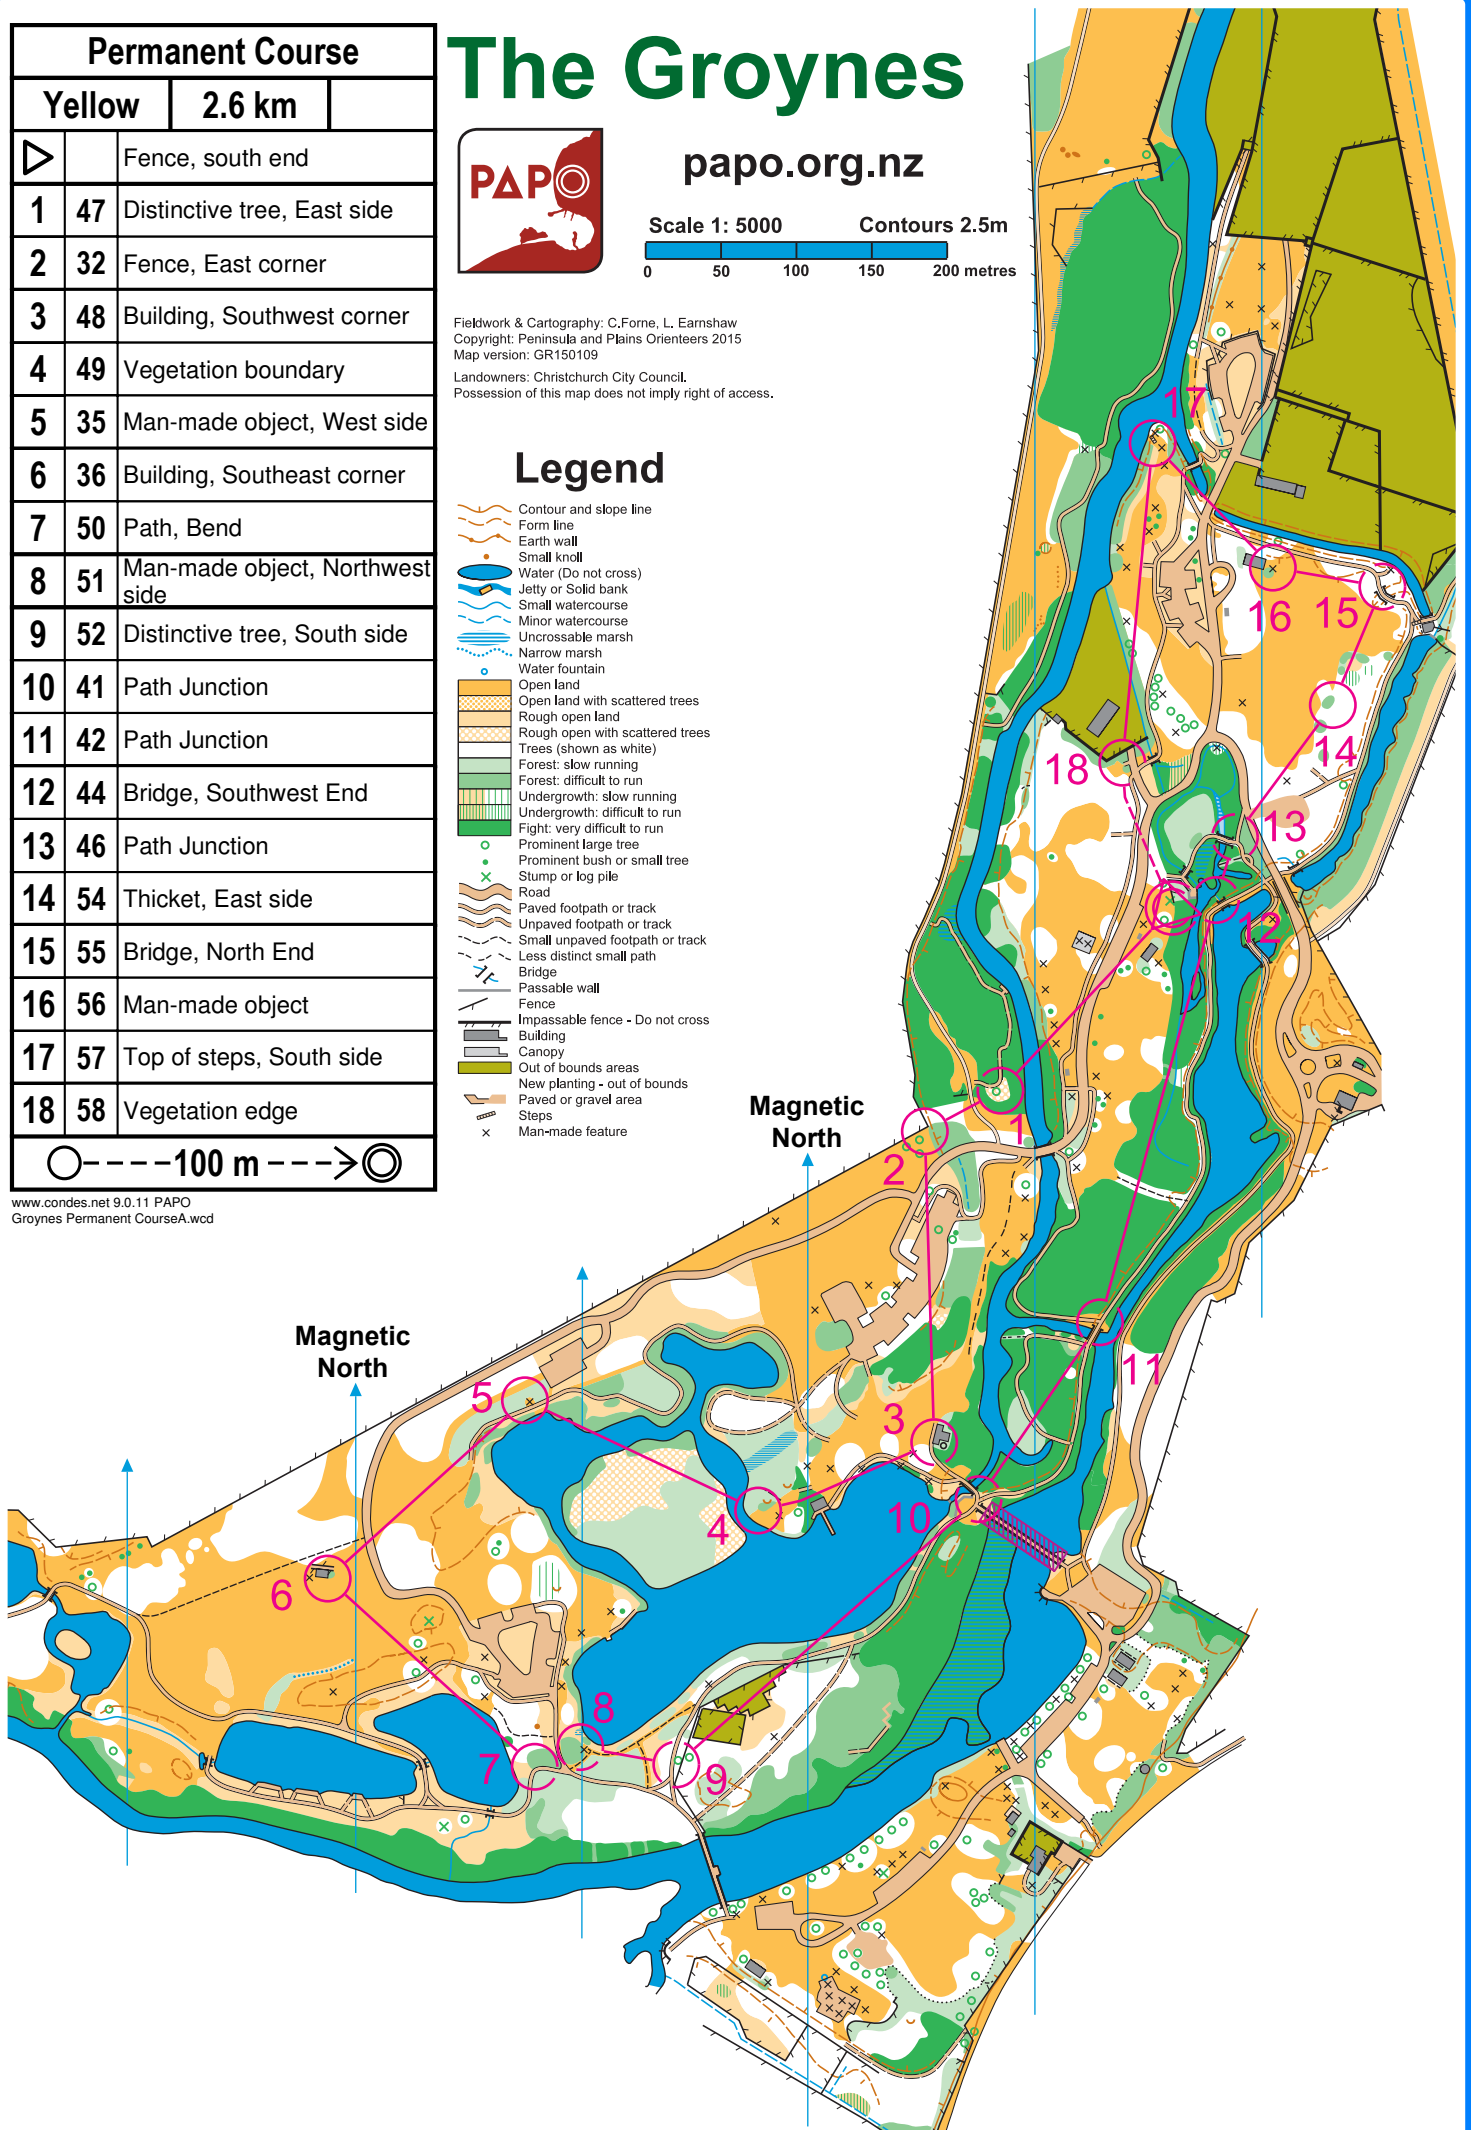 Permanent Course
Yellow 2.6 km
Fence, south end
1 47 Distinctive tree, East side
2 32 Fence, East corner
3 48 Building, Southwest corner
4 49 Vegetation boundary
5 35 Man-made object, West side
6 36 Building, Southeast corner
7 50 Path, Bend
8 51 Man-made object, Northwest
side
9 52 Distinctive tree, South side
10 41 Path Junction
11 42 Path Junction
12 44 Bridge, Southwest End
13 46 Path Junction
14 54 Thicket, East side
15 55 Bridge, North End
16 56 Man-made object
17 57 Top of steps, South side
18 58 Vegetation edge
100 m
www.condes.net 9.0.11 PAPO
Groynes Permanent CourseA.wcd
The Groynes
PAPO
papo.org.nz
Scale 1: 5000 Contours 2.5m
0 50 100 150 200 metres
Fieldwork & Cartography: C.Forne, L. Earnshaw
Copyright: Peninsula and Plains Orienteers 2015
Map version: GR150109
Landowners: Christchurch City Council.
Possession of this map does not imply right of access.
Legend
Contour and slope line
Form line
Earth wall
Small knoll
Water (Do not cross)
Jetty or Solid bank
Small watercourse
Minor watercourse
Uncrossable marsh
Narrow marsh
Water fountain
Open land
Open land with scattered trees
Rough open land
Rough open with scattered trees
Trees (shown as white)
Forest: slow running
Forest: difficult to run
Undergrowth: slow running
Undergrowth: difficult to run
Fight: very difficult to run
Prominent large tree
Prominent bush or small tree
Stump or log pile
Road
Paved footpath or track
Unpaved footpath or track
Small unpaved footpath or track
Less distinct small path
Bridge
Passable wall
Fence
Impassable fence - Do not cross
Building
Canopy
Out of bounds areas
New planting - out of bounds
Paved or gravel area
Steps
Man-made feature
Magnetic
North
Magnetic
North
17
16
15
14
18
13
12
1
2
11
3
5
4
10
6
8
7
9